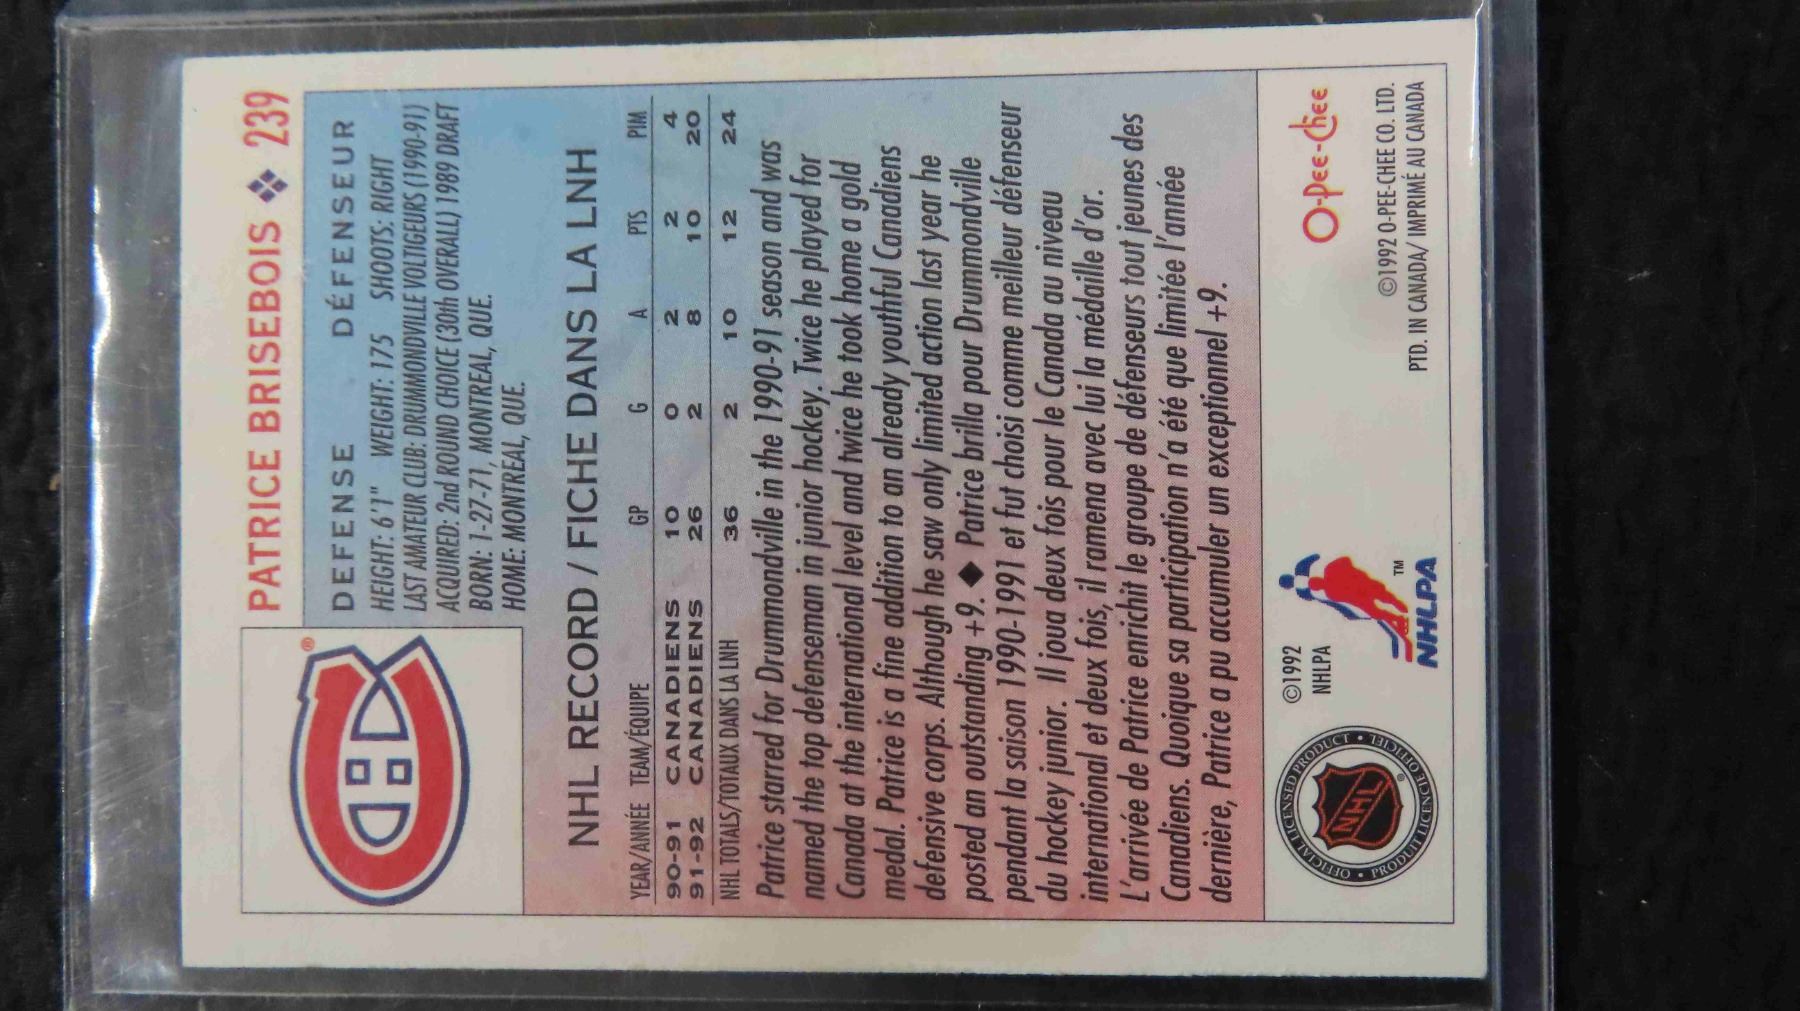 PATRICE BRISEBOIS ❖ 239
DEFENSE DÉFENSEUR
HEIGHT: 6'1" WEIGHT: 175 SHOOTS: RIGHT
LAST AMATEUR CLUB: DRUMMONDVILLE VOLTIGEURS (1990-91)
ACQUIRED: 2nd ROUND CHOICE (30th OVERALL) 1989 DRAFT
BORN: 1-27-71, MONTREAL, QUE.
HOME: MONTREAL, QUE.
®
NHL RECORD / FICHE DANS LA LNH
YEAR/ANNÉE TEAM/ÉQUIPE GP G A PTS PIM
90-91 CANADIENS 10 0 2 2 4
91-92 CANADIENS 26 2 8 10 20
NHL TOTALS/TOTAUX DANS LA LNH 36 2 10 12 24
Patrice starred for Drummondville in the 1990-91 season and was
named the top defenseman in junior hockey. Twice he played for
Canada at the international level and twice he took home a gold
medal. Patrice is a fine addition to an already youthful Canadiens
defensive corps. Although he saw only limited action last year he
posted an outstanding +9. ◆ Patrice brilla pour Drummondville
pendant la saison 1990-1991 et fut choisi comme meilleur défenseur
du hockey junior. Il joua deux fois pour le Canada au niveau
international et deux fois, il ramena avec lui la médaille d'or.
L'arrivée de Patrice enrichit le groupe de défenseurs tout jeunes des
Canadiens. Quoique sa participation n'a été que limitée l'année
dernière, Patrice a pu accumuler un exceptionnel +9.
OFFICIAL LICENSED PRODUCT • PRODUIT LICENCIÉ OFFICIEL •
NHL
®
©1992
NHLPA
NHLPA
TM
O-Pee-Chee
©1992 O-PEE-CHEE CO. LTD.
PTD. IN CANADA/ IMPRIMÉ AU CANADA